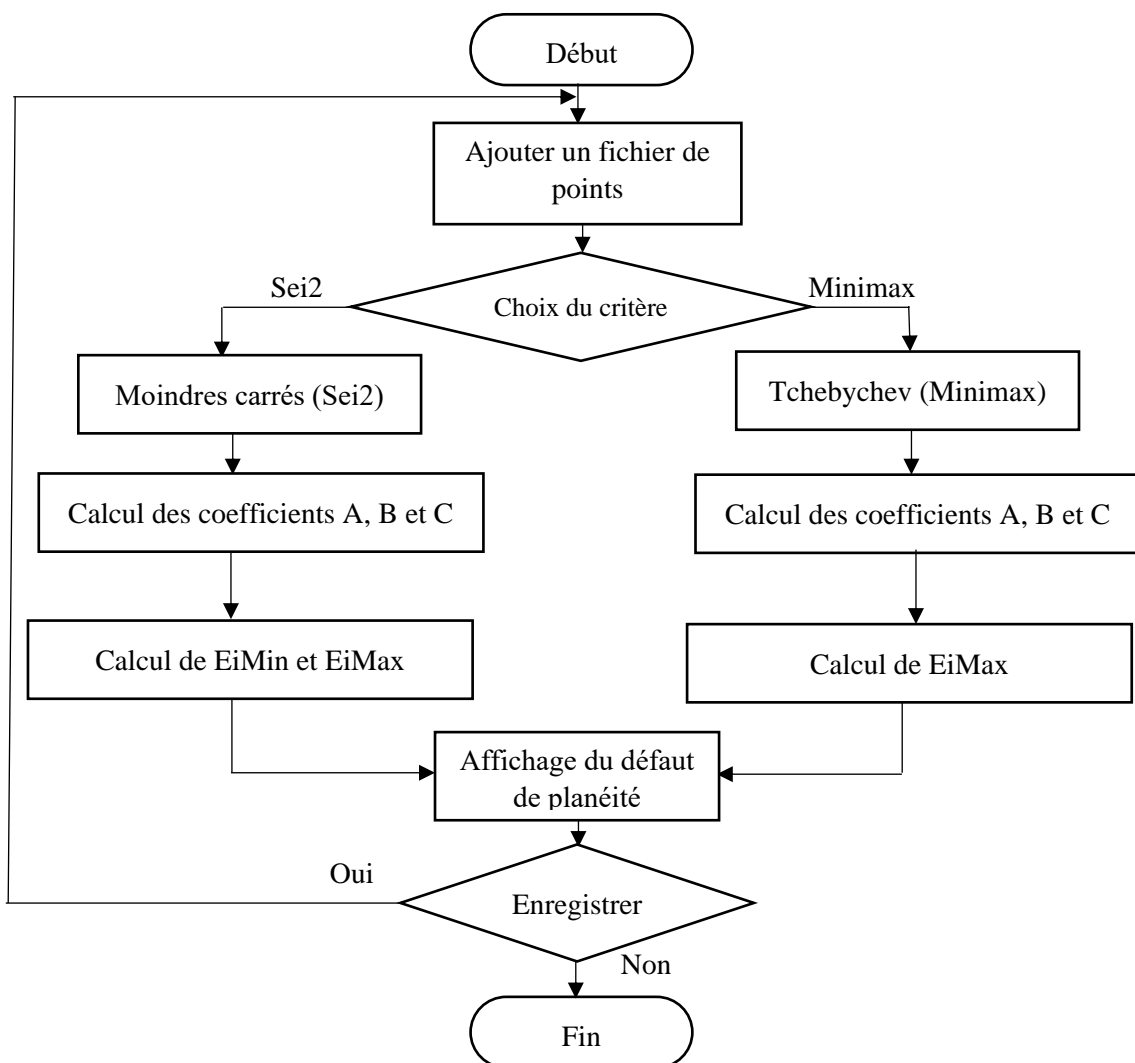 Début
Ajouter un fichier de
points
Sei2
Minimax
Choix du critère
Moindres carrés (Sei2)
Tchebychev (Minimax)
Calcul des coefficients A, B et C
Calcul des coefficients A, B et C
Calcul de EiMin et EiMax
Calcul de EiMax
Affichage du défaut
de planéité
Oui
Enregistrer
Non
Fin